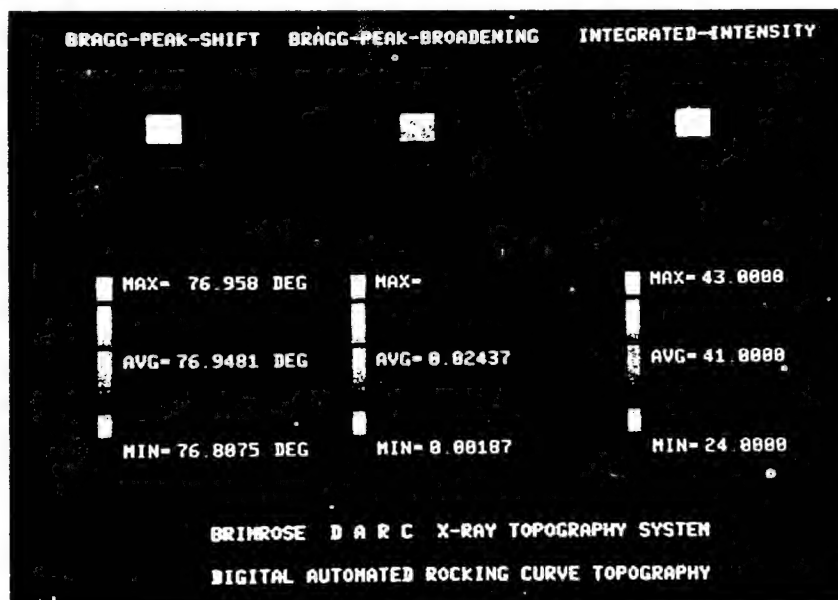 BRAGG-PEAK-SHIFT BRAGG-PEAK-BROADENING INTEGRATED-INTENSITY
MAX= 76.958 DEG MAX= MAX= 43.0000
AVG= 76.9481 DEG AVG= 0.02437 AVG= 41.0000
MIN= 76.8075 DEG MIN= 0.00187 MIN= 24.0000
BRIMROSE D A R C X-RAY TOPOGRAPHY SYSTEM
DIGITAL AUTOMATED ROCKING CURVE TOPOGRAPHY